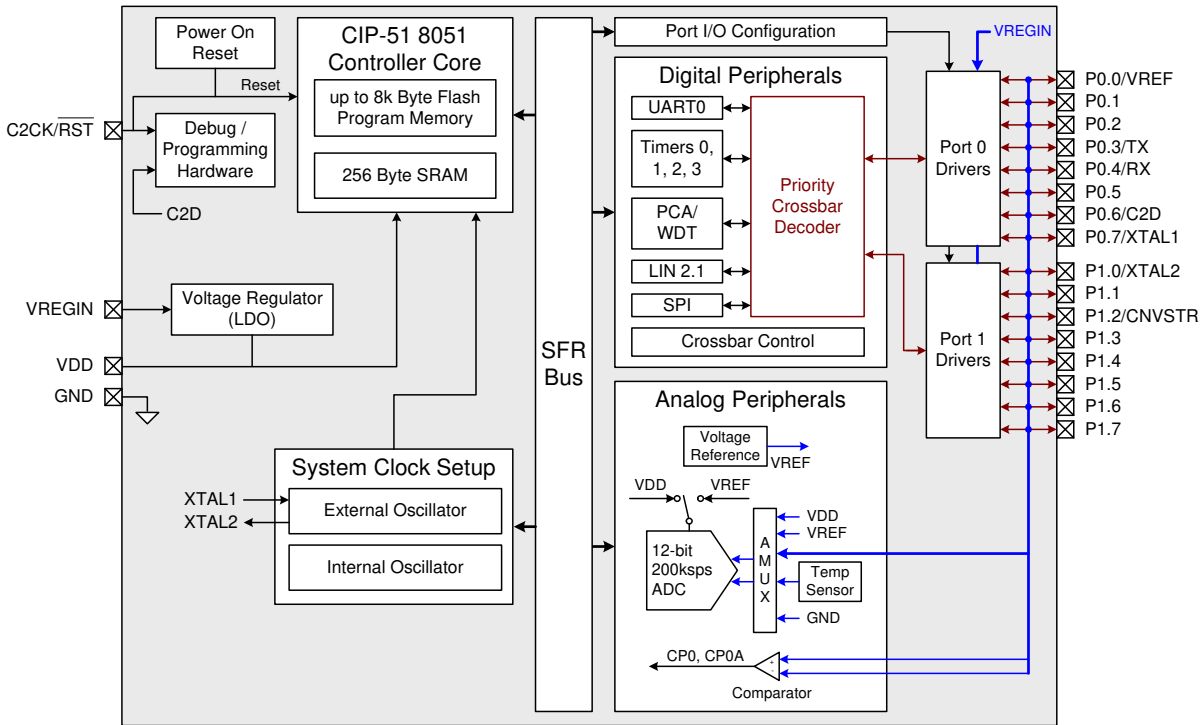 Power On
Reset
Reset
C2CK/RST
Debug /
Programming
Hardware
C2D
VREGIN
Voltage Regulator
(LDO)
VDD
GND
CIP-51 8051
Controller Core
up to 8k Byte Flash
Program Memory
256 Byte SRAM
System Clock Setup
XTAL1
XTAL2
External Oscillator
Internal Oscillator
SFR
Bus
Port I/O Configuration
Digital Peripherals
UART0
Timers 0,
1, 2, 3
PCA/
WDT
LIN 2.1
SPI
Priority
Crossbar
Decoder
Crossbar Control
Analog Peripherals
Voltage
Reference
VREF
VDD
VREF
12-bit
200ksps
ADC
A
M
U
X
VDD
VREF
Temp
Sensor
GND
CP0, CP0A
+
-
Comparator
VREGIN
Port 0
Drivers
Port 1
Drivers
P0.0/VREF
P0.1
P0.2
P0.3/TX
P0.4/RX
P0.5
P0.6/C2D
P0.7/XTAL1
P1.0/XTAL2
P1.1
P1.2/CNVSTR
P1.3
P1.4
P1.5
P1.6
P1.7